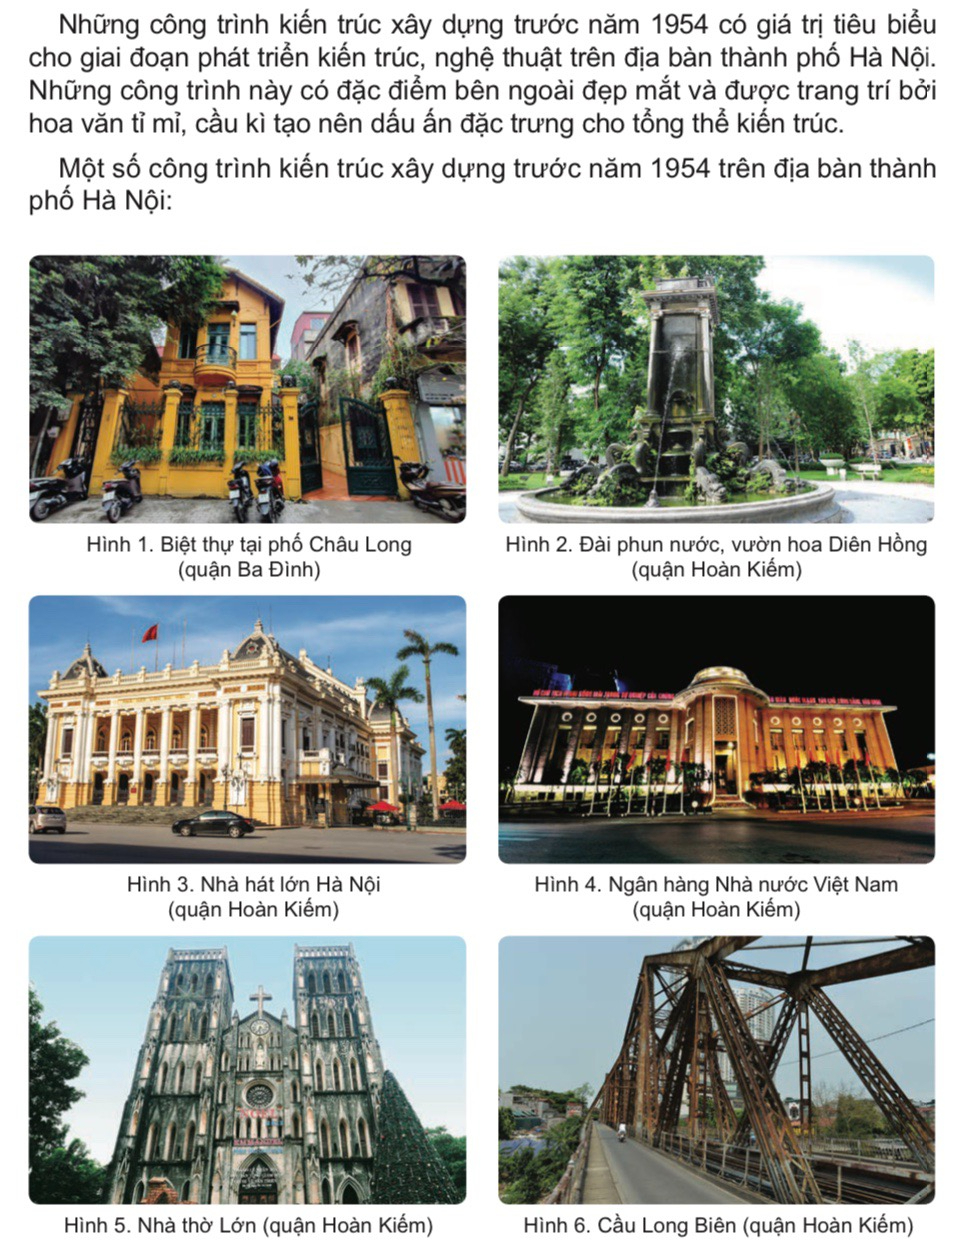 Những công trình kiến trúc xây dựng trước năm 1954 có giá trị tiêu biểu
cho giai đoạn phát triển kiến trúc, nghệ thuật trên địa bàn thành phố Hà Nội.
Những công trình này có đặc điểm bên ngoài đẹp mắt và được trang trí bởi
hoa văn tỉ mỉ, cầu kì tạo nên dấu ấn đặc trưng cho tổng thể kiến trúc.
Một số công trình kiến trúc xây dựng trước năm 1954 trên địa bàn thành
phố Hà Nội:
Hình 1. Biệt thự tại phố Châu Long
(quận Ba Đình)
Hình 2. Đài phun nước, vườn hoa Diên Hồng
(quận Hoàn Kiếm)
Hình 3. Nhà hát lớn Hà Nội
(quận Hoàn Kiếm)
Hình 4. Ngân hàng Nhà nước Việt Nam
(quận Hoàn Kiếm)
Hình 5. Nhà thờ Lớn (quận Hoàn Kiếm)
Hình 6. Cầu Long Biên (quận Hoàn Kiếm)